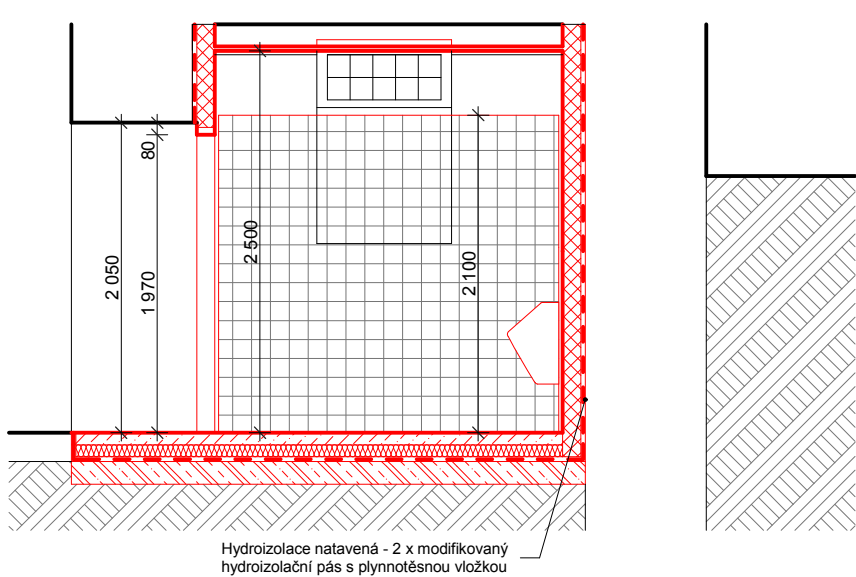 80
2 050
1 970
2 500
2 100
Hydroizolace natavená - 2 x modifikovaný
hydroizolační pás s plynnotěsnou vložkou